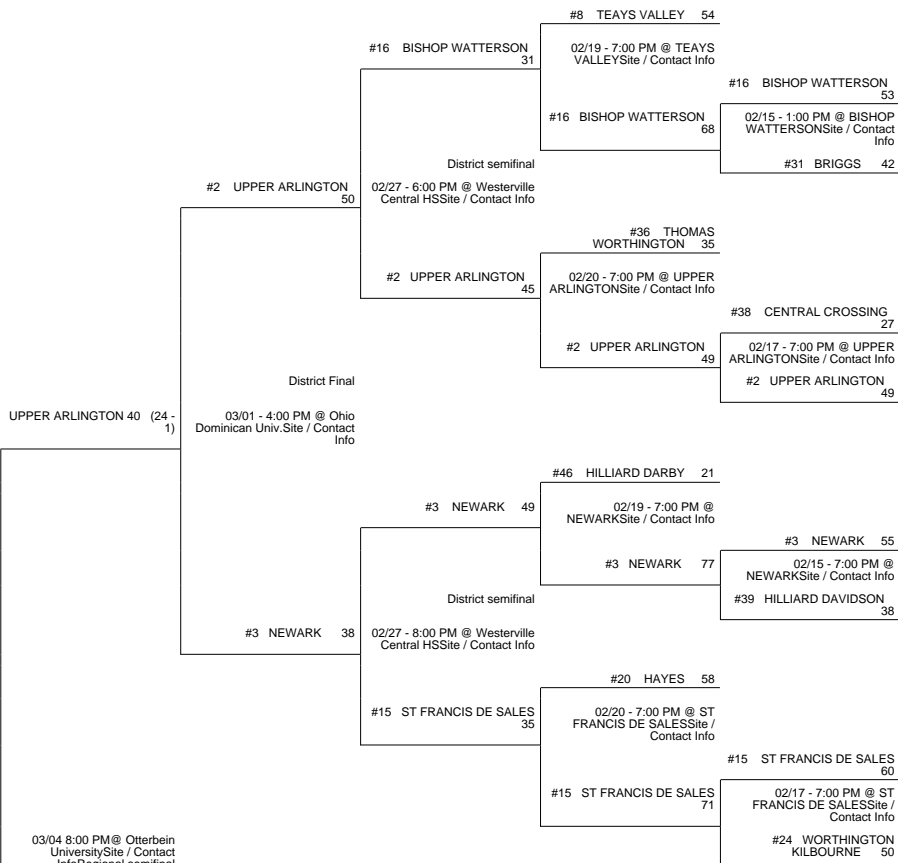 #8 TEAYS VALLEY 54
#16 BISHOP WATTERSON
31
02/19 - 7:00 PM @ TEAYS
VALLEYSite / Contact Info
#16 BISHOP WATTERSON
53
#16 BISHOP WATTERSON
68
02/15 - 1:00 PM @ BISHOP
WATTERSONSite / Contact
Info
District semifinal
#31 BRIGGS 42
#2 UPPER ARLINGTON
50
02/27 - 6:00 PM @ Westerville
Central HSSite / Contact Info
#36 THOMAS
WORTHINGTON 35
#2 UPPER ARLINGTON
45
02/20 - 7:00 PM @ UPPER
ARLINGTONSite / Contact Info
#38 CENTRAL CROSSING
27
#2 UPPER ARLINGTON
49
02/17 - 7:00 PM @ UPPER
ARLINGTONSite / Contact Info
District Final
#2 UPPER ARLINGTON
49
UPPER ARLINGTON 40 (24 -
1)
03/01 - 4:00 PM @ Ohio
Dominican Univ.Site / Contact
Info
#46 HILLIARD DARBY 21
#3 NEWARK 49
02/19 - 7:00 PM @
NEWARKSite / Contact Info
#3 NEWARK 55
#3 NEWARK 77
02/15 - 7:00 PM @
NEWARKSite / Contact Info
District semifinal
#39 HILLIARD DAVIDSON
38
#3 NEWARK 38
02/27 - 8:00 PM @ Westerville
Central HSSite / Contact Info
#20 HAYES 58
#15 ST FRANCIS DE SALES
35
02/20 - 7:00 PM @ ST
FRANCIS DE SALESSite /
Contact Info
#15 ST FRANCIS DE SALES
60
#15 ST FRANCIS DE SALES
71
02/17 - 7:00 PM @ ST
FRANCIS DE SALESSite /
Contact Info
03/04 8:00 PM@ Otterbein
UniversitySite / Contact
InfoRegional semifinal
#24 WORTHINGTON
KILBOURNE 50